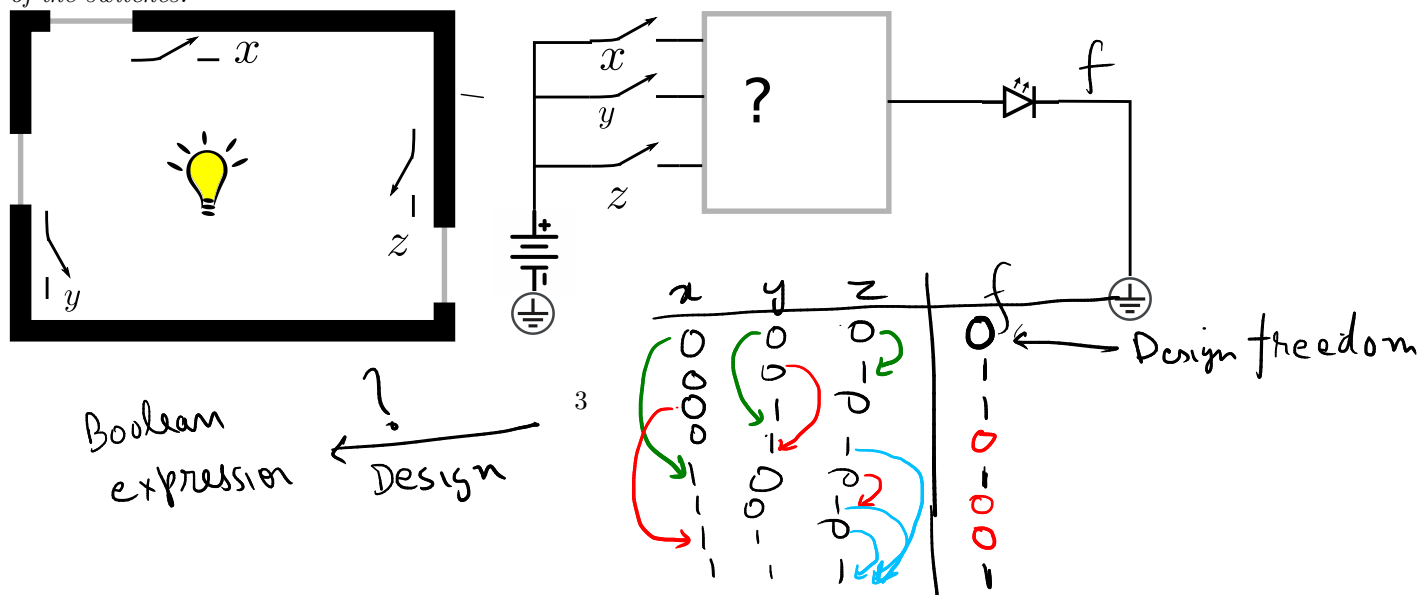 of the switches.
x
y
z
x
y
z
?
f
x y z f
0 0 0 0 Design freedom
0 0 1 1
0 1 0 1
0 1 1 0
1 0 0 1
1 0 1 0
1 1 0 0
1 1 1 1
3
?
Boolean
expression
Design